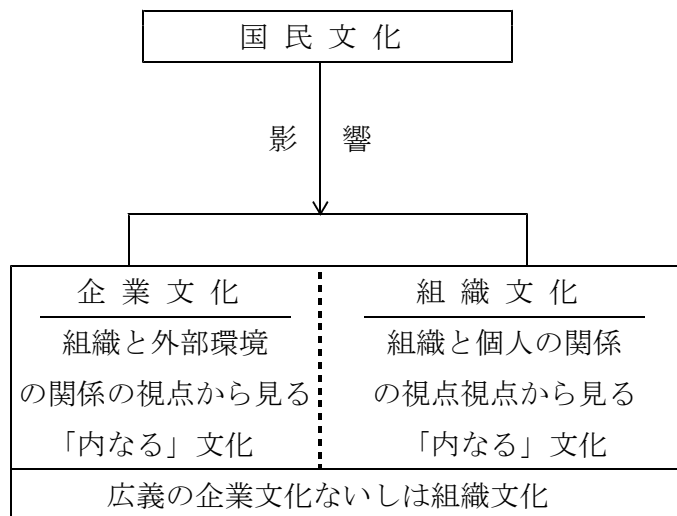 国民文化
影響
企業文化
組織と外部環境
の関係の視点から見る
「内なる」文化
組織文化
組織と個人の関係
の視点視点から見る
「内なる」文化
広義の企業文化ないしは組織文化